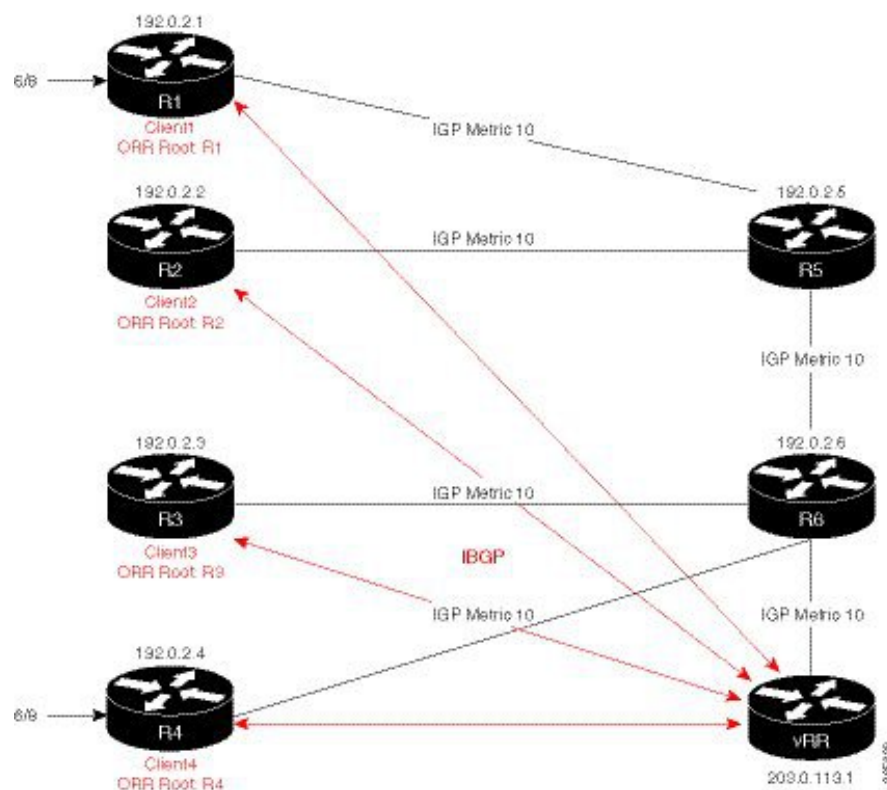 192.0.2.1
6/8
R1
Client1
ORR Root: R1
IGP Metric 10
192.0.2.2
192.0.2.5
R2
IGP Metric 10
R5
Client2
ORR Root: R2
IGP Metric 10
192.0.2.3
192.0.2.6
R3
IGP Metric 10
R6
Client3
ORR Root: R3
IBGP
IGP Metric 10
IGP Metric 10
192.0.2.4
6/8
R4
vRR
Client4
ORR Root: R4
203.0.113.1